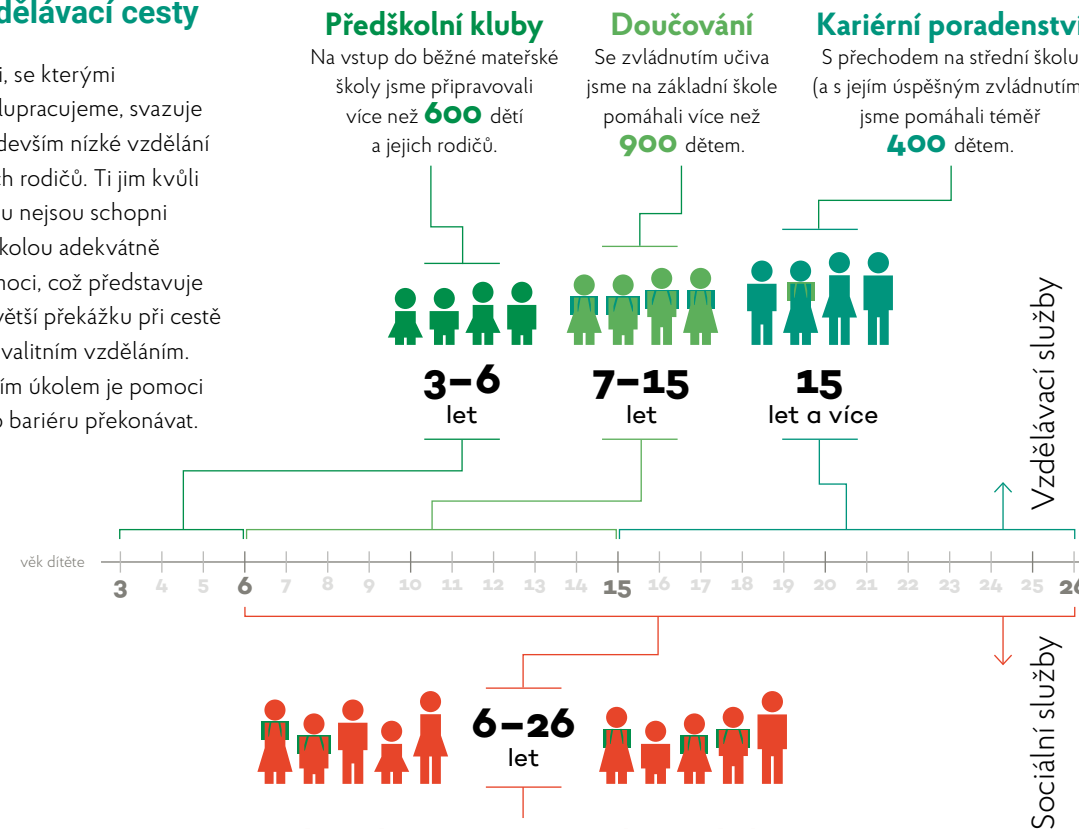 dělávací cesty
i, se kterými
lupracujeme, svazuje
devším nízké vzdělání
ch rodičů. Ti jim kvůli
u nejsou schopni
kolou adekvátně
noci, což představuje
větší překážku při cestě
kvalitním vzděláním.
ím úkolem je pomoci
o bariéru překonávat.
Předškolní kluby
Na vstup do běžné mateřské
školy jsme připravovali
více než 600 dětí
a jejich rodičů.
Doučování
Se zvládnutím učiva
jsme na základní škole
pomáhali více než
900 dětem.
Kariérní poradenství
S přechodem na střední školu
(a s jejím úspěšným zvládnutím
jsme pomáhali téměř
400 dětem.
3–6
let
7–15
let
15
let a více
Vzdělávací služby
věk dítěte
3 4 5 6 7 8 9 10 11 12 13 14 15 16 17 18 19 20 21 22 23 24 25 26
6–26
let
Sociální služby